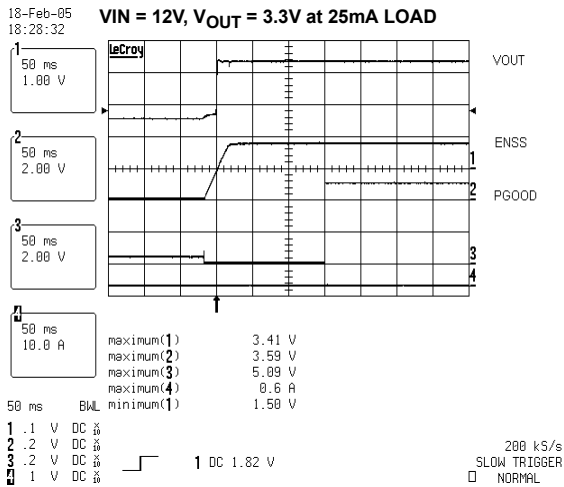 18-Feb-05
18:28:32
VIN = 12V, VOUT = 3.3V at 25mA LOAD
LeCroy
1
50 ms
1.00 V
2
50 ms
2.00 V
3
50 ms
2.00 V
4
50 ms
10.0 A
VOUT
ENSS
1
2
PGOOD
3
4
maximum(1) 3.41 V
maximum(2) 3.59 V
maximum(3) 5.09 V
maximum(4) 0.6 A
minimum(1) 1.50 V
50 ms BWL
1 .1 V DC X10
2 .2 V DC X10
3 .2 V DC X10
4 1 V DC X10
1 DC 1.82 V
200 kS/s
SLOW TRIGGER
NORMAL